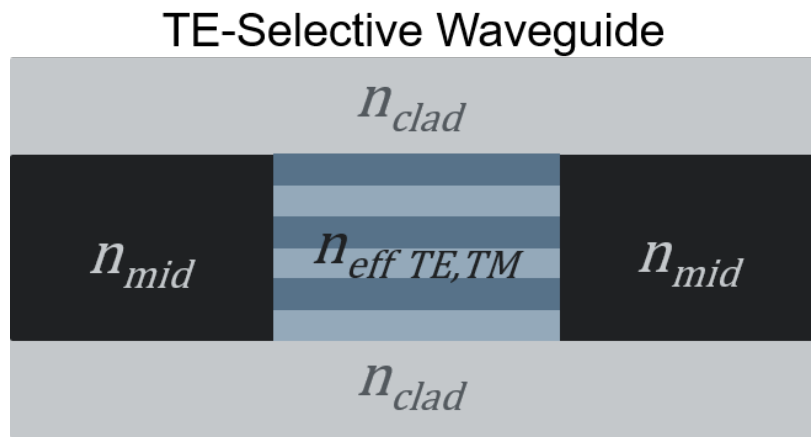 TE-Selective Waveguide
n_clad
n_mid
n_eff TE,TM
n_mid
n_clad